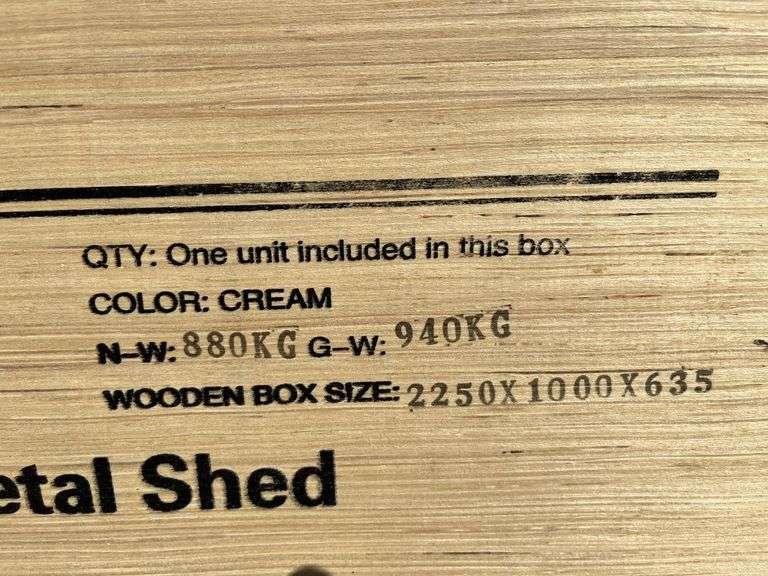 QTY: One unit included in this box
COLOR: CREAM
N-W: 880KG G-W: 940KG
WOODEN BOX SIZE: 2250X1000X635
etal Shed